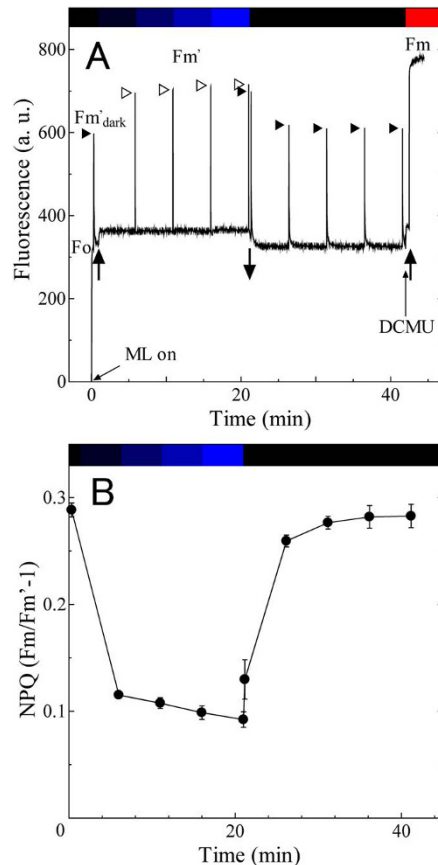 A
Fm
Fm'
Fm'dark
Fo
ML on
DCMU
800
600
400
200
0
Fluorescence (a. u.)
0 20 40
Time (min)
B
0.3
0.2
0.1
0
NPQ (Fm/Fm'-1)
0 20 40
Time (min)